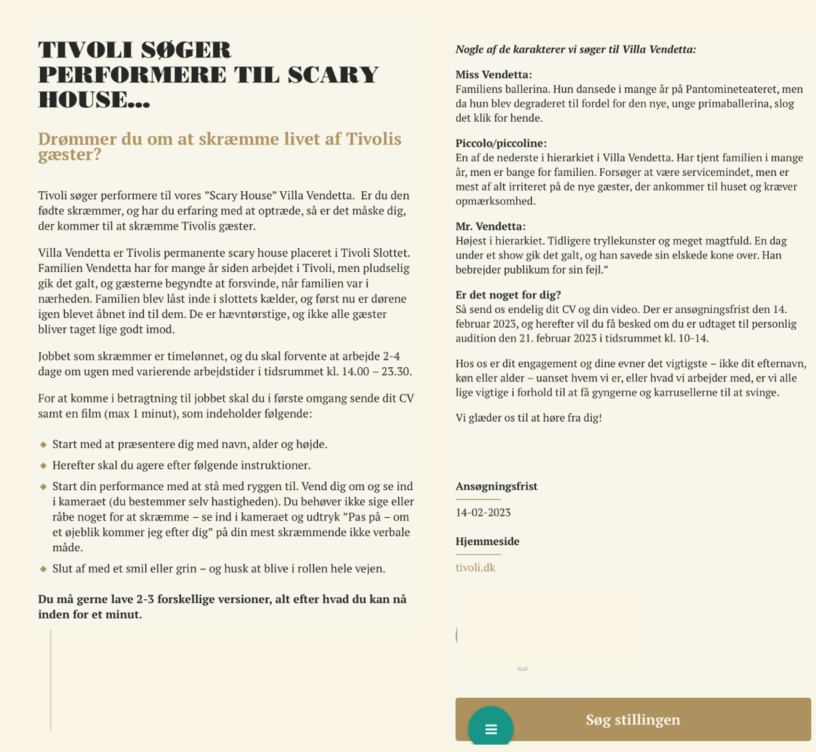 TIVOLI SØGER
PERFORMERE TIL SCARY
HOUSE...
Drømmer du om at skræmme livet af Tivolis
gæster?
Tivoli søger performere til vores ”Scary House” Villa Vendetta. Er du den
fødte skræmmer, og har du erfaring med at optræde, så er det måske dig,
der kommer til at skræmme Tivolis gæster.
Villa Vendetta er Tivolis permanente scary house placeret i Tivoli Slottet.
Familien Vendetta har for mange år siden arbejdet i Tivoli, men pludselig
gik det galt, og gæsterne begyndte at forsvinde, når familien var i
nærheden. Familien blev låst inde i slottets kælder, og først nu er dørene
igen blevet åbnet ind til dem. De er hævntørstige, og ikke alle gæster
bliver taget lige godt imod.
Jobbet som skræmmer er timelønnet, og du skal forvente at arbejde 2-4
dage om ugen med varierende arbejdstider i tidsrummet kl. 14.00 – 23.30.
For at komme i betragtning til jobbet skal du i første omgang sende dit CV
samt en film (max 1 minut), som indeholder følgende:
Start med at præsentere dig med navn, alder og højde.
Herefter skal du agere efter følgende instruktioner.
Start din performance med at stå med ryggen til. Vend dig om og se ind
i kameraet (du bestemmer selv hastigheden). Du behøver ikke sige eller
råbe noget for at skræmme – se ind i kameraet og udtryk ”Pas på – om
et øjeblik kommer jeg efter dig” på din mest skræmmende ikke verbale
måde.
Slut af med et smil eller grin – og husk at blive i rollen hele vejen.
Du må gerne lave 2-3 forskellige versioner, alt efter hvad du kan nå
inden for et minut.
Nogle af de karakterer vi søger til Villa Vendetta:
Miss Vendetta:
Familiens ballerina. Hun dansede i mange år på Pantomineteateret, men
da hun blev degraderet til fordel for den nye, unge primaballerina, slog
det klik for hende.
Piccolo/piccoline:
En af de nederste i hierarkiet i Villa Vendetta. Har tjent familien i mange
år, men er bange for familien. Forsøger at være servicemindet, men er
mest af alt irriteret på de nye gæster, der ankommer til huset og kræver
opmærksomhed.
Mr. Vendetta:
Højest i hierarkiet. Tidligere tryllekunster og meget magtfuld. En dag
under et show gik det galt, og han savede sin elskede kone over. Han
bebrejder publikum for sin fejl.”
Er det noget for dig?
Så send os endelig dit CV og din video. Der er ansøgningsfrist den 14.
februar 2023, og herefter vil du få besked om du er udtaget til personlig
audition den 21. februar 2023 i tidsrummet kl. 10-14.
Hos os er dit engagement og dine evner det vigtigste – ikke dit efternavn,
køn eller alder – uanset hvem vi er, eller hvad vi arbejder med, er vi alle
lige vigtige i forhold til at få gyngerne og karrusellerne til at svinge.
Vi glæder os til at høre fra dig!
Ansøgningsfrist
14-02-2023
Hjemmeside
tivoli.dk
Søg stillingen